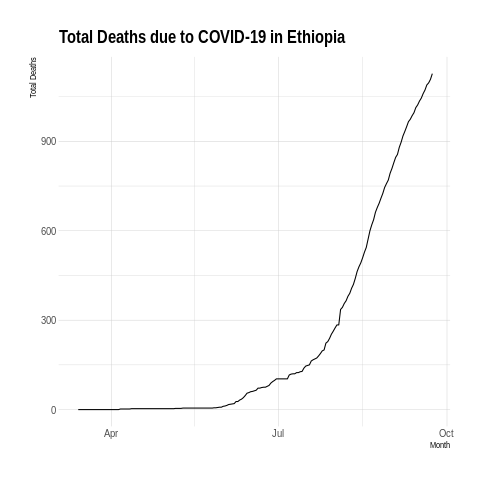 Total Deaths due to COVID-19 in Ethiopia
Total Deaths
900
600
300
0
Apr Jul Oct
Month